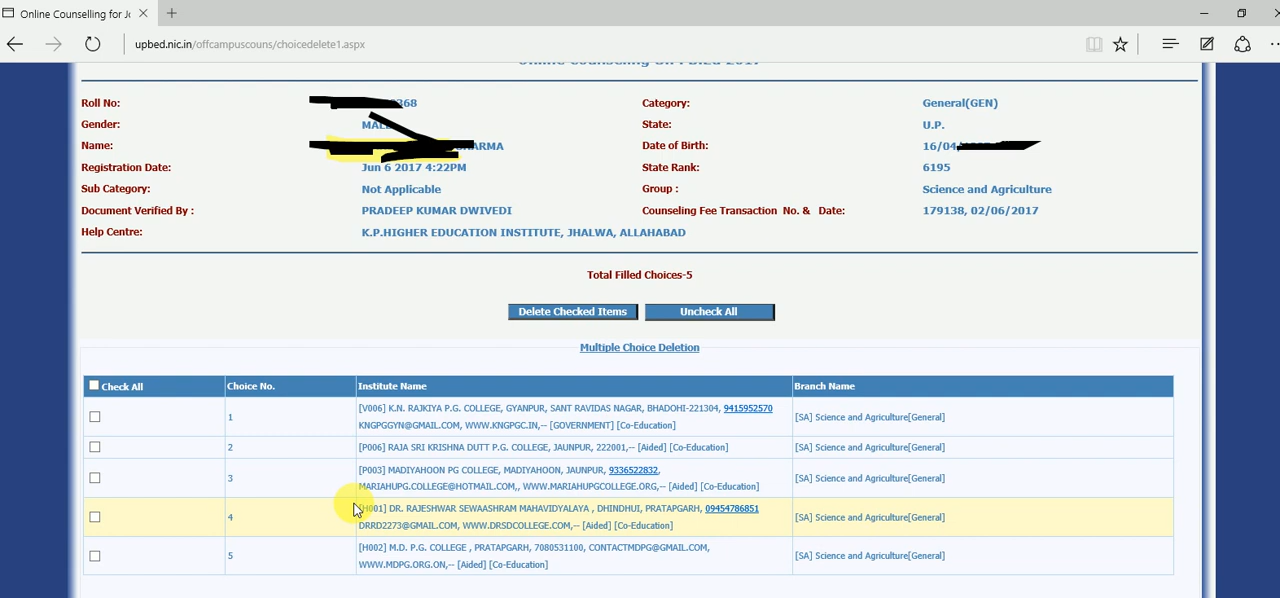 Online Counselling for Jo
upbed.nic.in/offcampuscouns/choicedelete1.aspx
Roll No: 368 Category: General(GEN)
Gender: MALE State: U.P.
Name: SHARMA Date of Birth: 16/04/
Registration Date: Jun 6 2017 4:22PM State Rank: 6195
Sub Category: Not Applicable Group : Science and Agriculture
Document Verified By : PRADEEP KUMAR DWIVEDI Counseling Fee Transaction No. & Date: 179138, 02/06/2017
Help Centre: K.P.HIGHER EDUCATION INSTITUTE, JHALWA, ALLAHABAD
Total Filled Choices-5
Delete Checked Items Uncheck All
Multiple Choice Deletion
Check All Choice No. Institute Name Branch Name
1 [V006] K.N. RAJKIYA P.G. COLLEGE, GYANPUR, SANT RAVIDAS NAGAR, BHADOHI-221304, 9415952570 [SA] Science and Agriculture[General]
KNGPGGYN@GMAIL.COM, WWW.KNGPGC.IN,-- [GOVERNMENT] [Co-Education]
2 [P006] RAJA SRI KRISHNA DUTT P.G. COLLEGE, JAUNPUR, 222001,-- [Aided] [Co-Education] [SA] Science and Agriculture[General]
3 [P003] MADIYAHOON PG COLLEGE, MADIYAHOON, JAUNPUR, 9336522832, [SA] Science and Agriculture[General]
MARIAHUPG.COLLEGE@HOTMAIL.COM,, WWW.MARIAHUPGCOLLEGE.ORG,-- [Aided] [Co-Education]
4 [H001] DR. RAJESHWAR SEWAASHRAM MAHAVIDYALAYA , DHINDHUI, PRATAPGARH, 09454786851 [SA] Science and Agriculture[General]
DRRD2273@GMAIL.COM, WWW.DRSDCOLLEGE.COM,-- [Aided] [Co-Education]
5 [H002] M.D. P.G. COLLEGE , PRATAPGARH, 7080531100, CONTACTMDPG@GMAIL.COM, [SA] Science and Agriculture[General]
WWW.MDPG.ORG.ON,-- [Aided] [Co-Education]